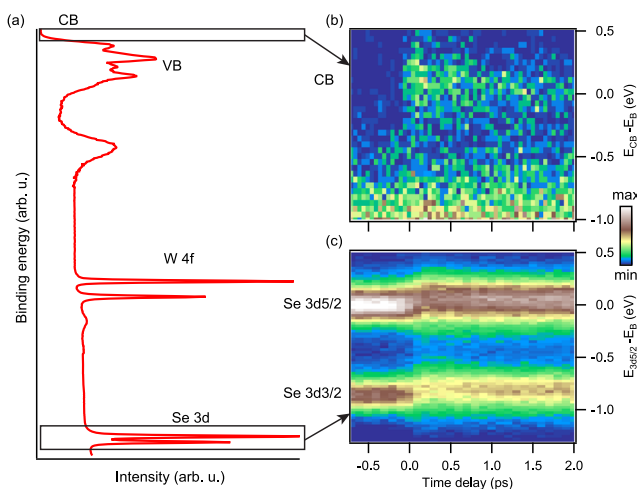 (a)
CB
VB
W 4f
Se 3d
Binding energy (arb. u.)
Intensity (arb. u.)
(b)
CB
0.5
0.0
-0.5
-1.0
E_CB-E_B (eV)
max
min
(c)
Se 3d5/2
Se 3d3/2
0.5
0.0
-0.5
-1.0
E_3d5/2-E_B (eV)
-0.5 0.0 0.5 1.0 1.5 2.0
Time delay (ps)